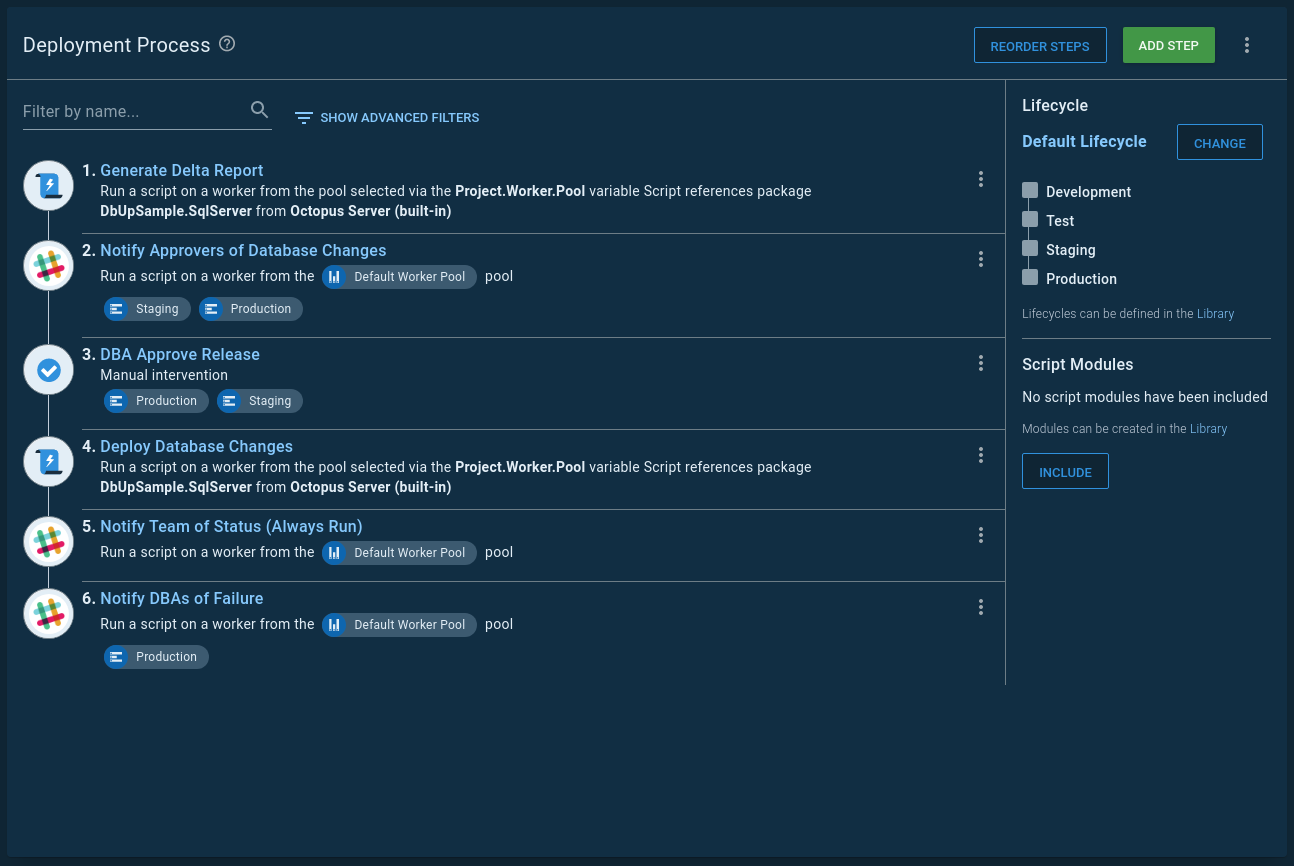 Deployment Process
REORDER STEPS
ADD STEP
Filter by name...
SHOW ADVANCED FILTERS
1. Generate Delta Report
Run a script on a worker from the pool selected via the Project.Worker.Pool variable Script references package
DbUpSample.SqlServer from Octopus Server (built-in)
2. Notify Approvers of Database Changes
Run a script on a worker from the Default Worker Pool pool
Staging Production
3. DBA Approve Release
Manual intervention
Production Staging
4. Deploy Database Changes
Run a script on a worker from the pool selected via the Project.Worker.Pool variable Script references package
DbUpSample.SqlServer from Octopus Server (built-in)
5. Notify Team of Status (Always Run)
Run a script on a worker from the Default Worker Pool pool
6. Notify DBAs of Failure
Run a script on a worker from the Default Worker Pool pool
Production
Lifecycle
Default Lifecycle
CHANGE
Development
Test
Staging
Production
Lifecycles can be defined in the Library
Script Modules
No script modules have been included
Modules can be created in the Library
INCLUDE